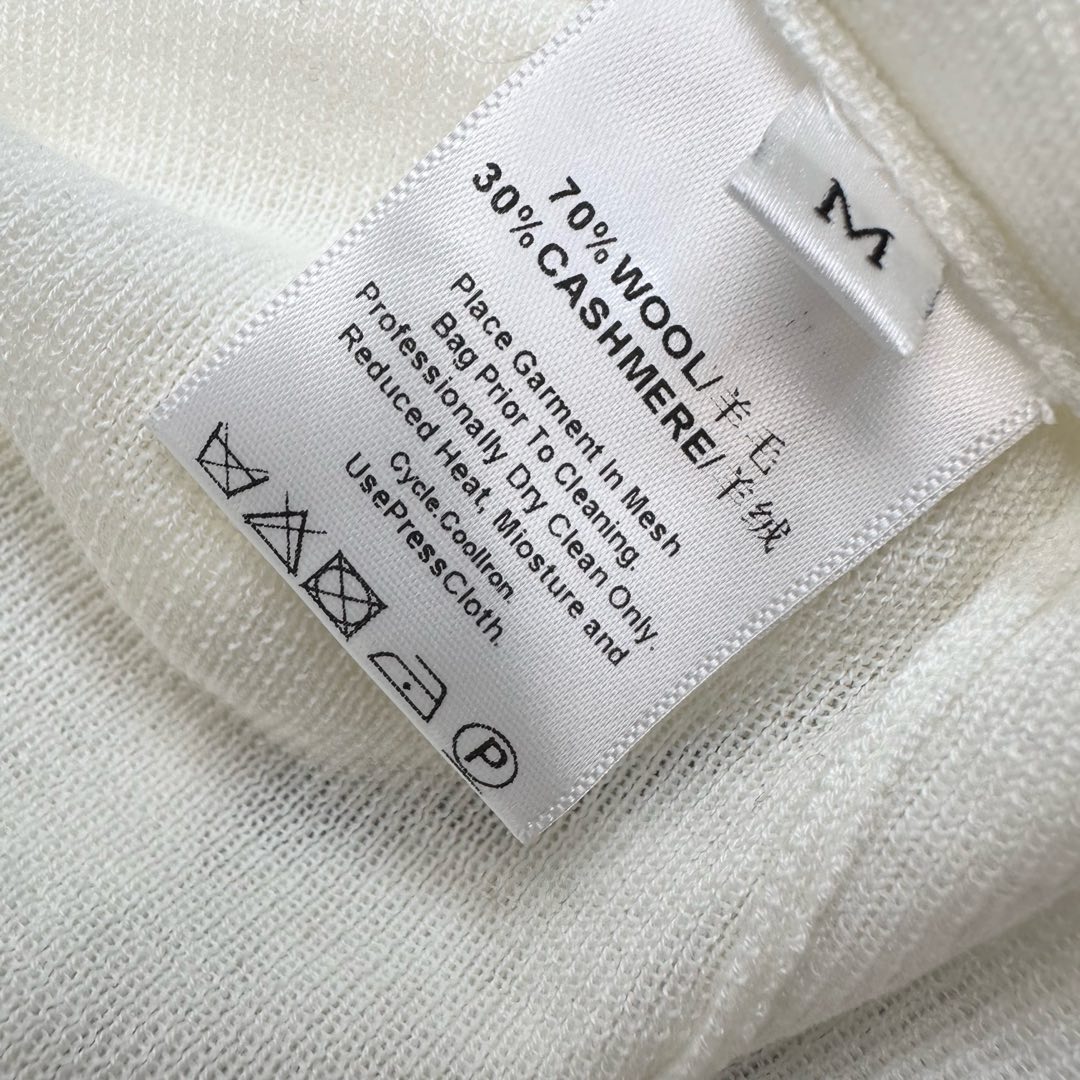 M
70%WOOL/羊毛
30%CASHMERE/羊绒
Place Garment In Mesh
Bag Prior To Cleaning.
Professionally Dry Clean Only.
Reduced Heat, Miosture and
Cycle.CoolIron.
UsePressCloth.
P